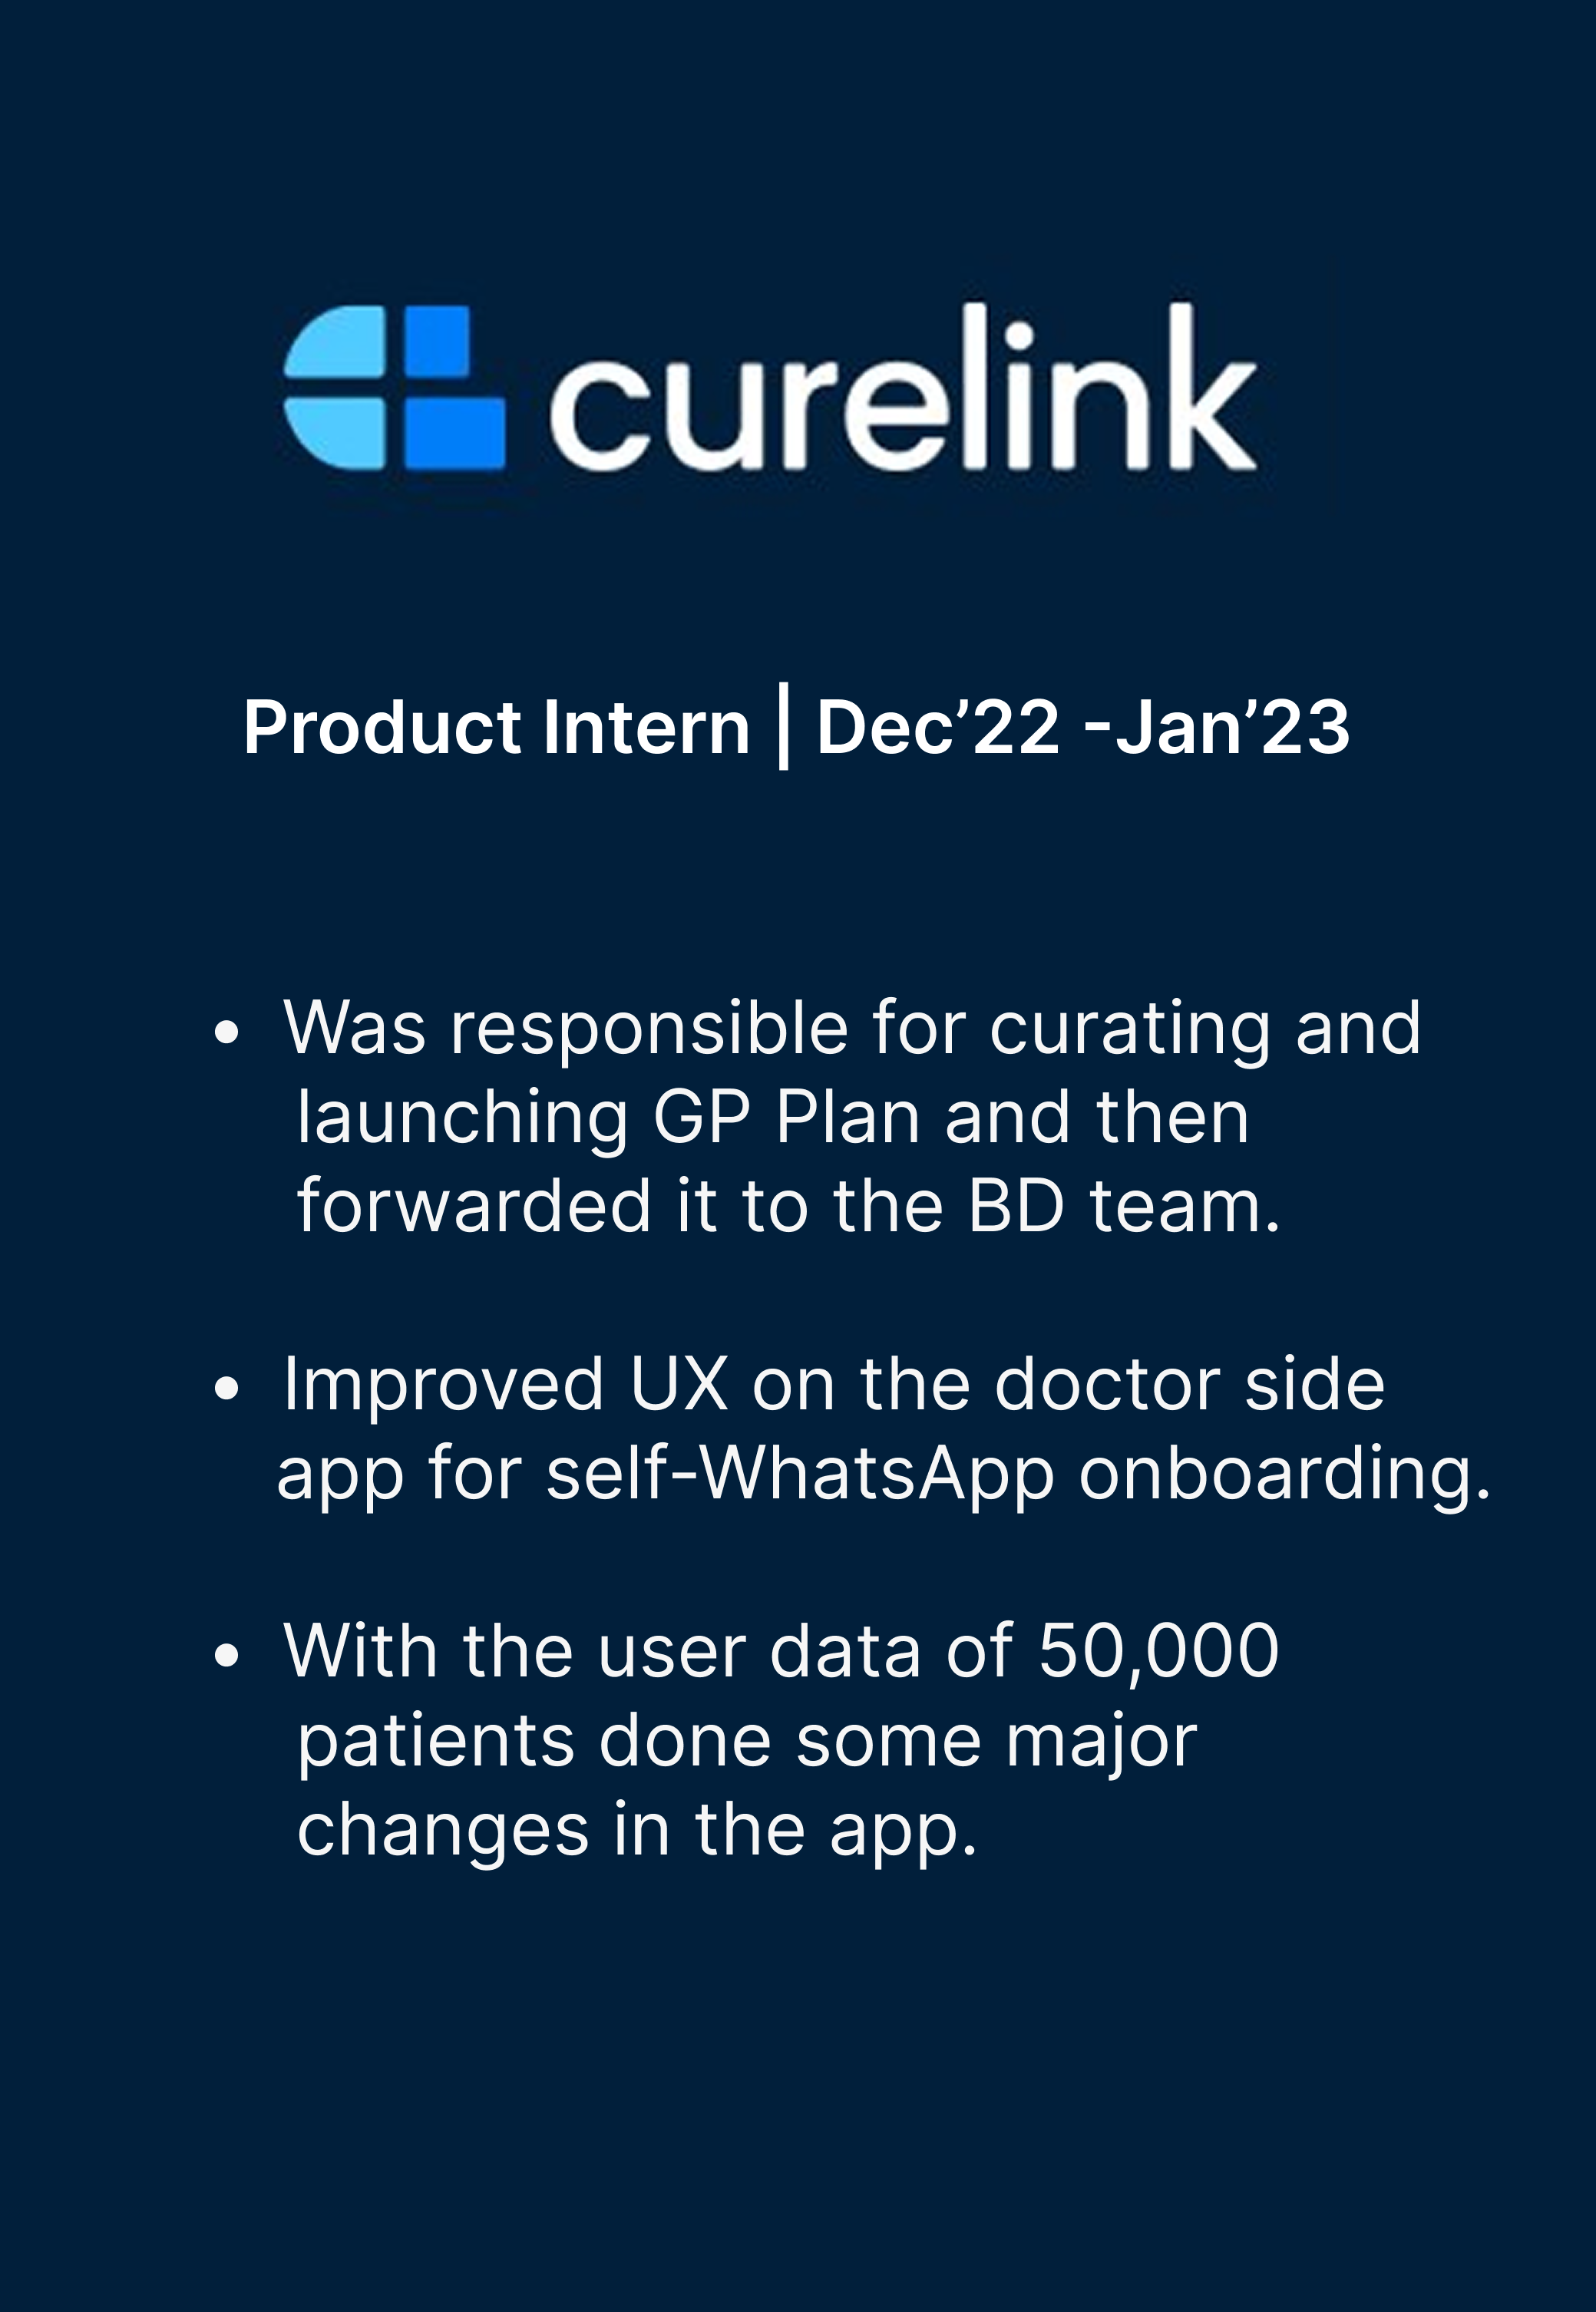 curelink
Product Intern | Dec’22 -Jan’23
• Was responsible for curating and
launching GP Plan and then
forwarded it to the BD team.
• Improved UX on the doctor side
app for self-WhatsApp onboarding.
• With the user data of 50,000
patients done some major
changes in the app.